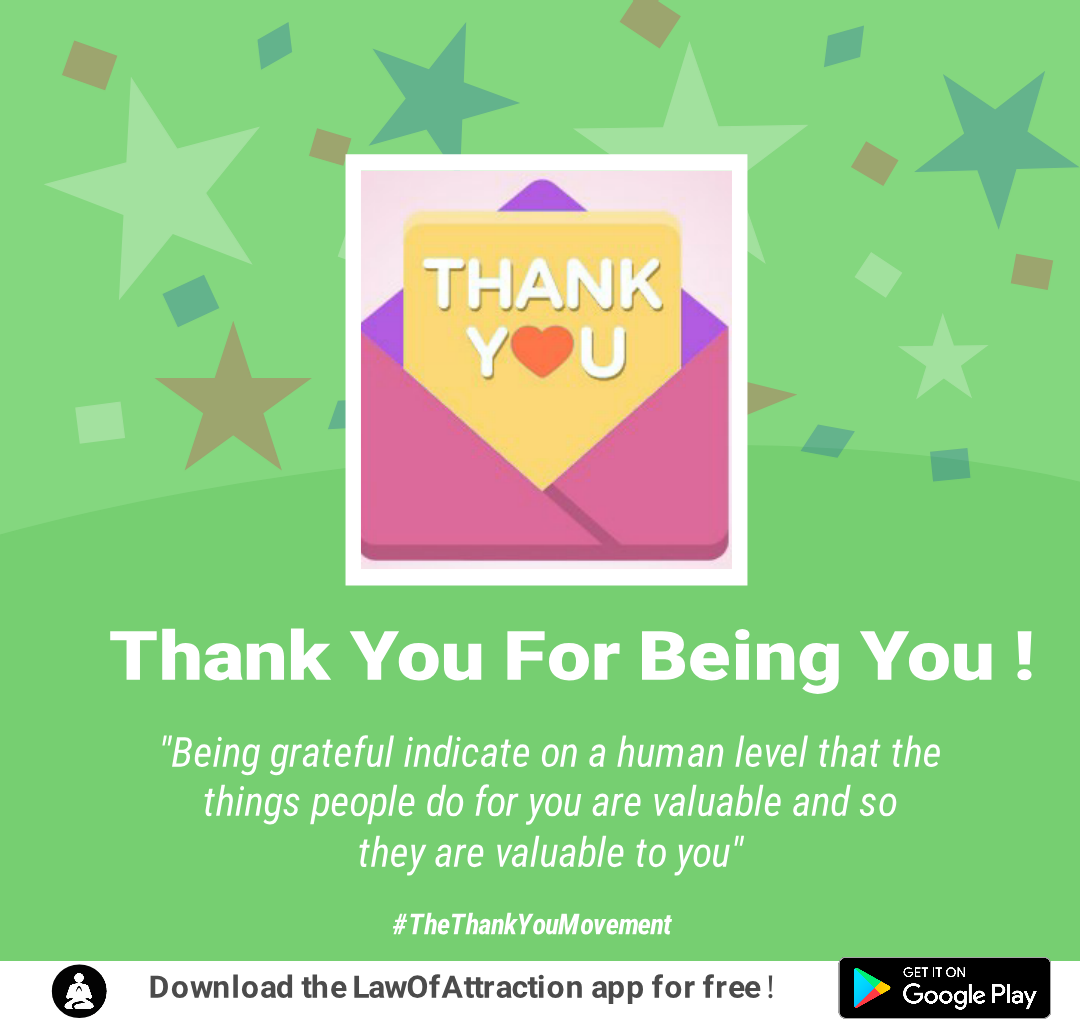 THANK
Y❤U
Thank You For Being You !
"Being grateful indicate on a human level that the
things people do for you are valuable and so
they are valuable to you"
#TheThankYouMovement
Download the LawOfAttraction app for free !
GET IT ON
Google Play